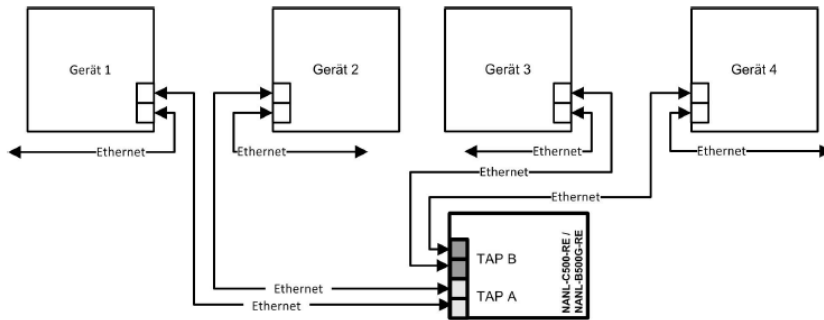 Gerät 1
Gerät 2
Gerät 3
Gerät 4
Ethernet
Ethernet
Ethernet
Ethernet
Ethernet
Ethernet
TAP B
TAP A
NANL-C500-RE /
NANL-B500G-RE
Ethernet
Ethernet